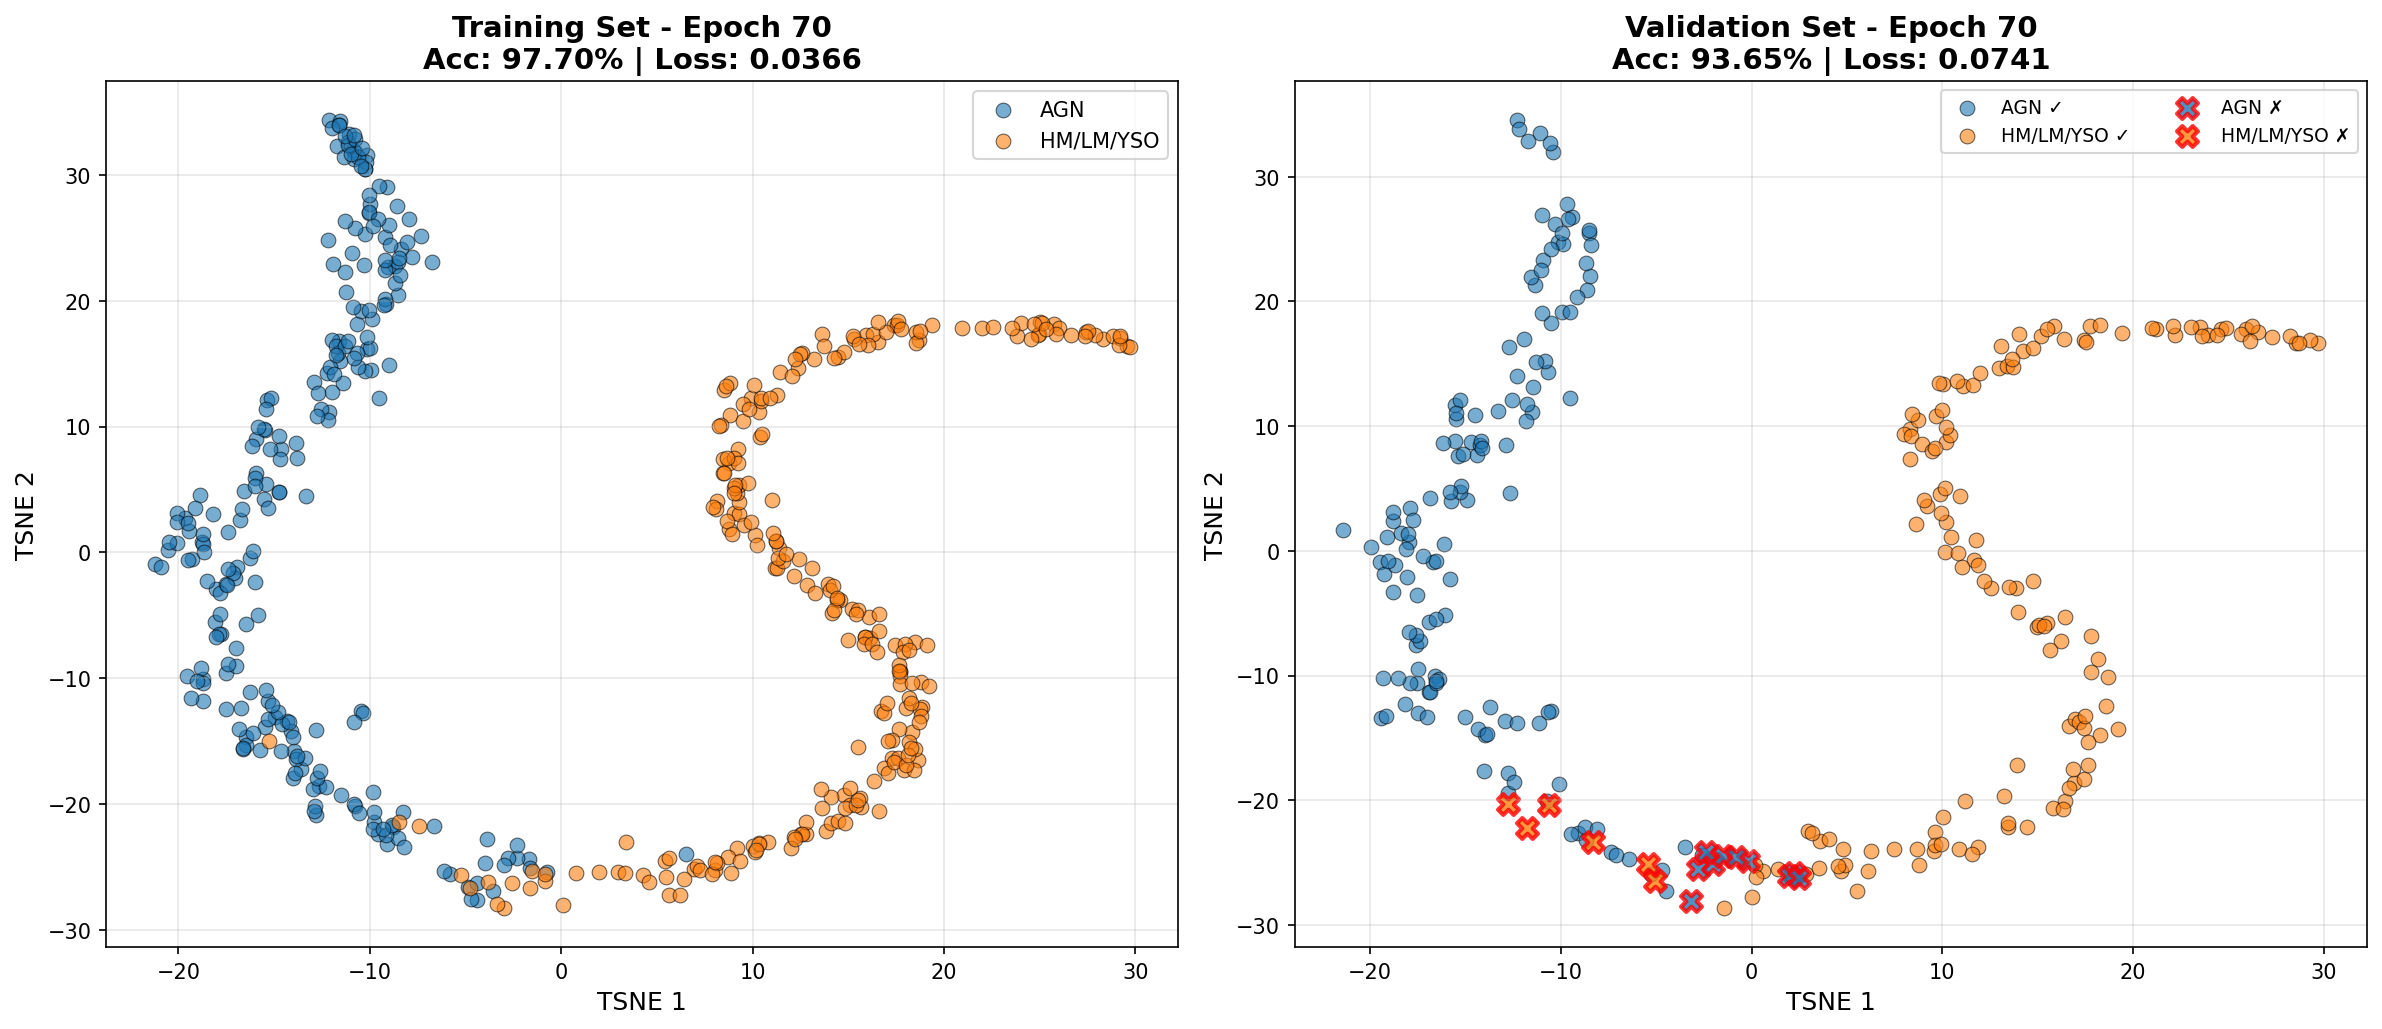 Training Set - Epoch 70
Acc: 97.70% | Loss: 0.0366
AGN
HM/LM/YSO
30
20
10
0
−10
−20
−30
TSNE 2
−20
−10
0
10
20
30
TSNE 1
Validation Set - Epoch 70
Acc: 93.65% | Loss: 0.0741
AGN ✓
AGN ✗
HM/LM/YSO ✓
HM/LM/YSO ✗
30
20
10
0
−10
−20
−30
TSNE 2
−20
−10
0
10
20
30
TSNE 1